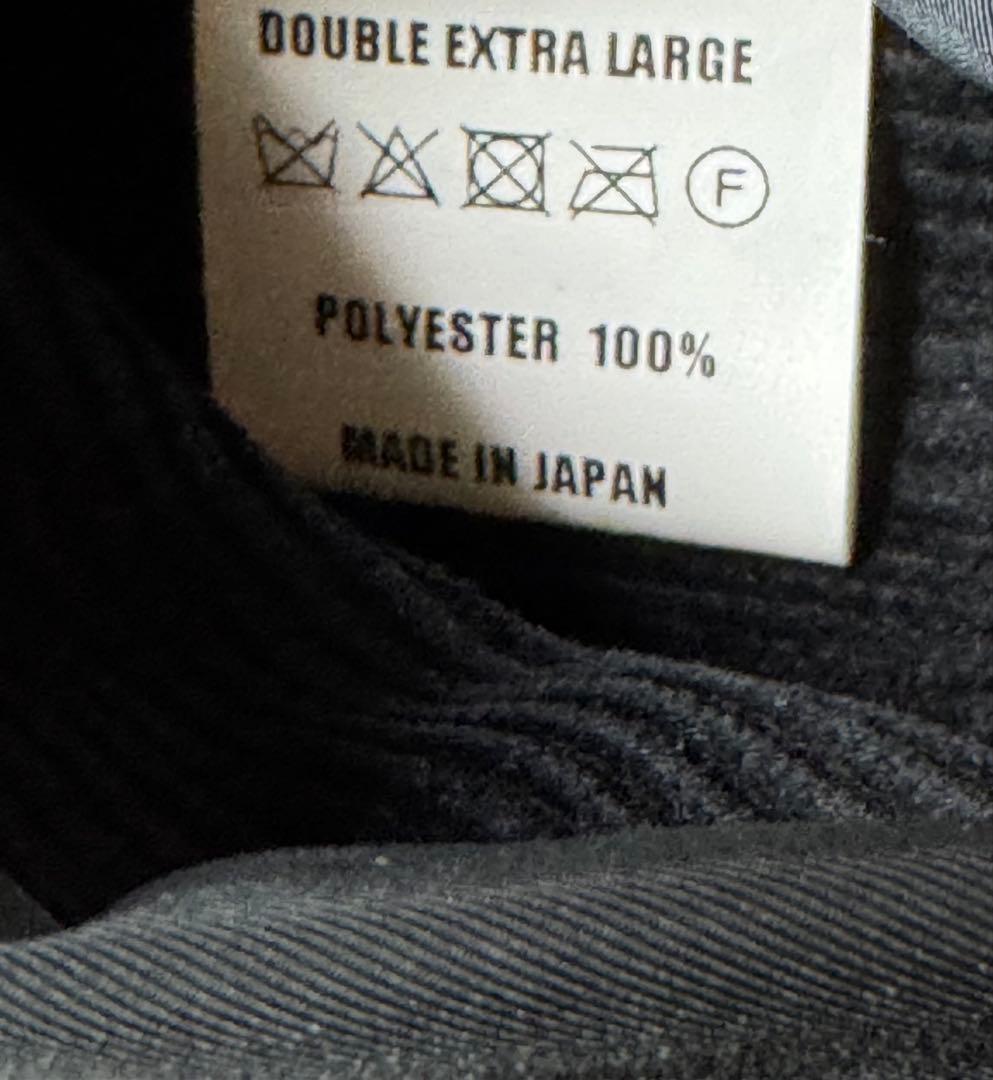 DOUBLE EXTRA LARGE
F
POLYESTER 100%
MADE IN JAPAN